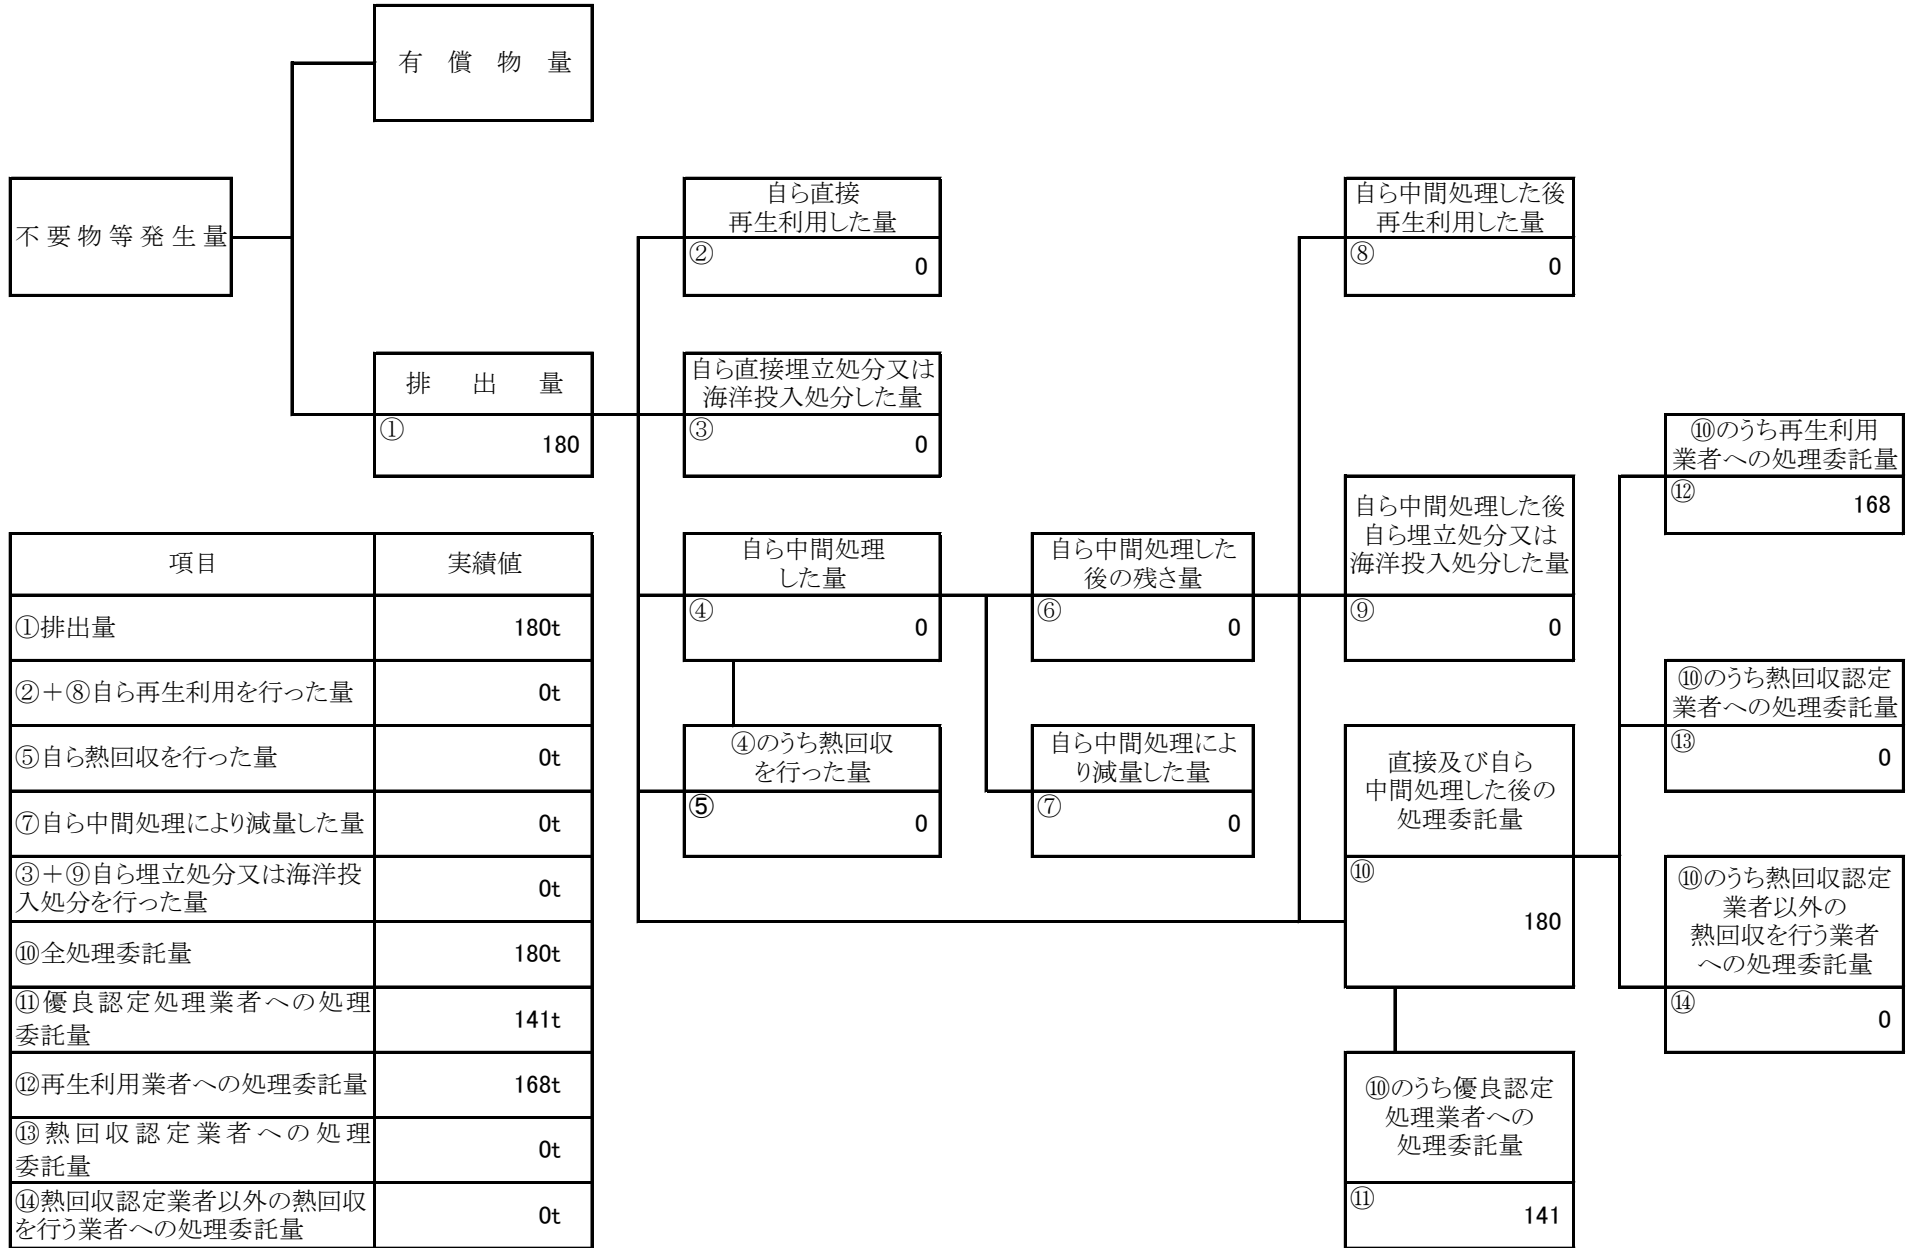 有償物量
不要物等発生量
排出量
①
180
自ら直接
再生利用した量
②
0
自ら直接埋立処分又は
海洋投入処分した量
③
0
自ら中間処理
した量
④
0
④のうち熱回収
を行った量
⑤
0
自ら中間処理した
後の残さ量
⑥
0
自ら中間処理によ
り減量した量
⑦
0
自ら中間処理した後
再生利用した量
⑧
0
自ら中間処理した後
自ら埋立処分又は
海洋投入処分した量
⑨
0
直接及び自ら
中間処理した後の
処理委託量
⑩
180
⑩のうち優良認定
処理業者への
処理委託量
⑪
141
⑩のうち再生利用
業者への処理委託量
⑫
168
⑩のうち熱回収認定
業者への処理委託量
⑬
0
⑩のうち熱回収認定
業者以外の
熱回収を行う業者
への処理委託量
⑭
0
項目 実績値
①排出量 180t
②+⑧自ら再生利用を行った量 0t
⑤自ら熱回収を行った量 0t
⑦自ら中間処理により減量した量 0t
③+⑨自ら埋立処分又は海洋投
入処分を行った量 0t
⑩全処理委託量 180t
⑪優良認定処理業者への処理
委託量 141t
⑫再生利用業者への処理委託量 168t
⑬熱回収認定業者への処理
委託量 0t
⑭熱回収認定業者以外の熱回収
を行う業者への処理委託量 0t